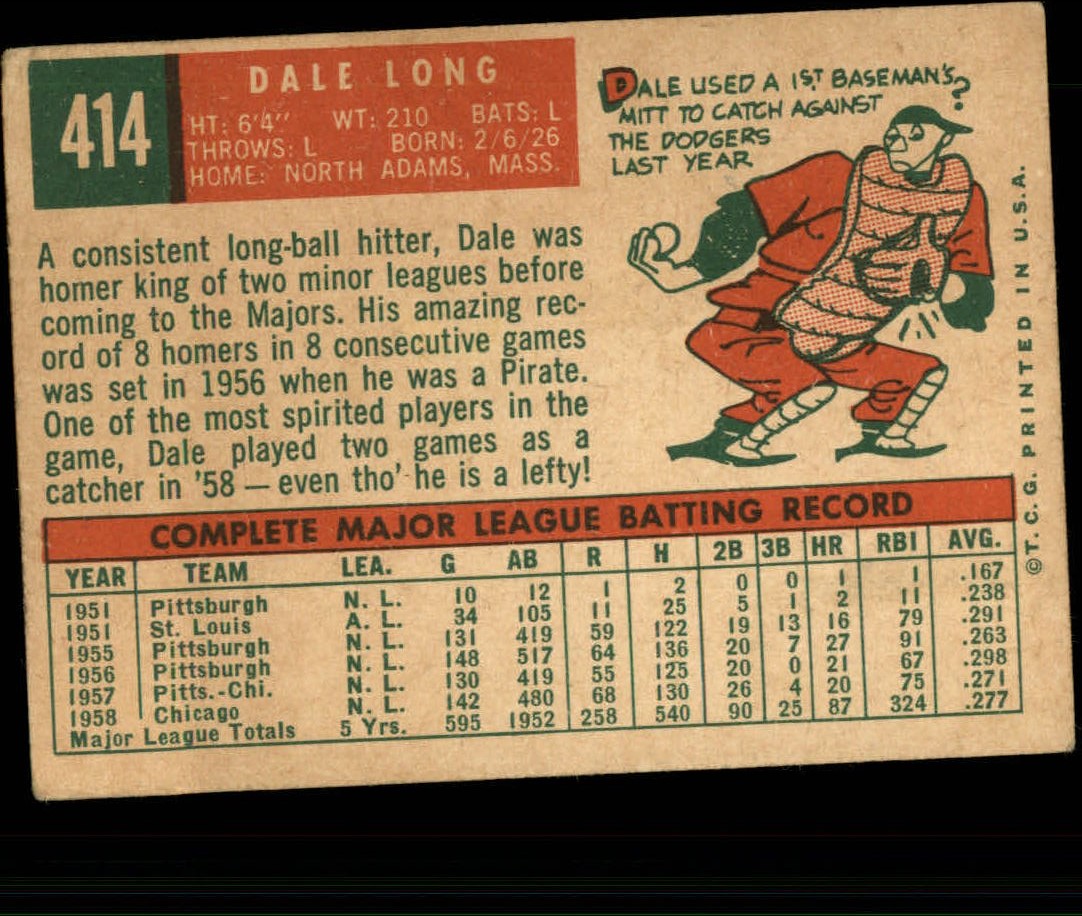 414
DALE LONG
HT: 6'4" WT: 210 BATS: L
THROWS: L BORN: 2/6/26
HOME: NORTH ADAMS, MASS.
DALE USED A 1ST BASEMAN'S
MITT TO CATCH AGAINST
THE DODGERS
LAST YEAR
?
A consistent long-ball hitter, Dale was
homer king of two minor leagues before
coming to the Majors. His amazing rec-
ord of 8 homers in 8 consecutive games
was set in 1956 when he was a Pirate.
One of the most spirited players in the
game, Dale played two games as a
catcher in '58 — even tho' he is a lefty!
©T. C. G. PRINTED IN U.S.A.
COMPLETE MAJOR LEAGUE BATTING RECORD
YEAR TEAM LEA. G AB R H 2B 3B HR RBI AVG.
1951 Pittsburgh N. L. 10 12 1 2 0 0 1 1 .167
1951 St. Louis A. L. 34 105 11 25 5 1 2 11 .238
1955 Pittsburgh N. L. 131 419 59 122 19 13 16 79 .291
1956 Pittsburgh N. L. 148 517 64 136 20 7 27 91 .263
1957 Pitts.-Chi. N. L. 130 419 55 125 20 0 21 67 .298
1958 Chicago N. L. 142 480 68 130 26 4 20 75 .271
Major League Totals 5 Yrs. 595 1952 258 540 90 25 87 324 .277